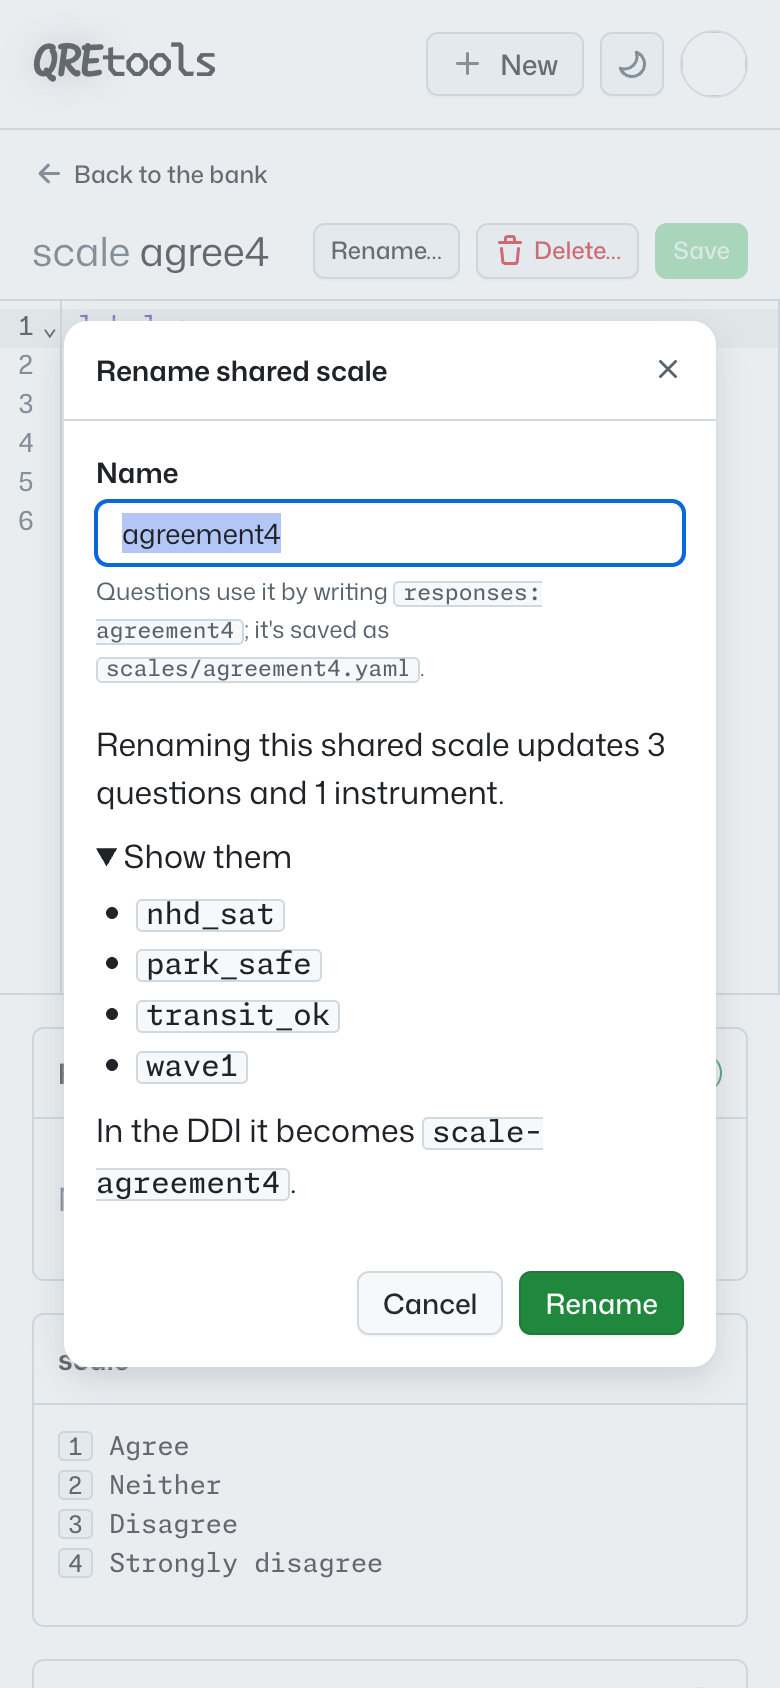 QREtools
New
Back to the bank
scale agree4
Rename...
Delete...
Save
1
2
3
4
5
6
Rename shared scale
Name
agreement4
Questions use it by writing responses:
agreement4; it's saved as
scales/agreement4.yaml.
Renaming this shared scale updates 3
questions and 1 instrument.
Show them
nhd_sat
park_safe
transit_ok
wave1
In the DDI it becomes scale-
agreement4.
Cancel
Rename
scale
1 Agree
2 Neither
3 Disagree
4 Strongly disagree